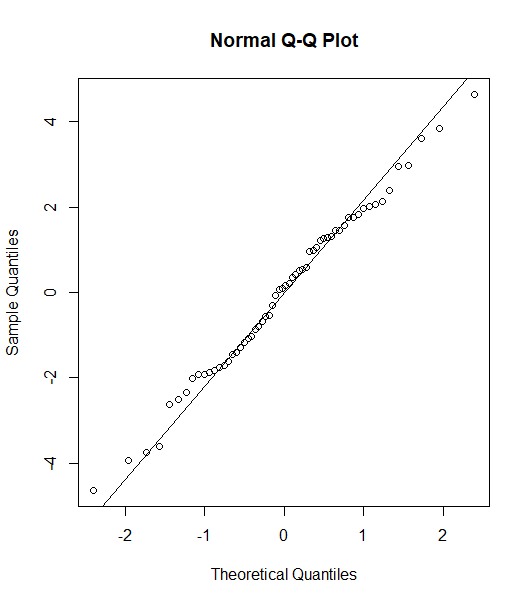 Normal Q-Q Plot
Sample Quantiles
4
2
0
-2
-4
-2 -1 0 1 2
Theoretical Quantiles